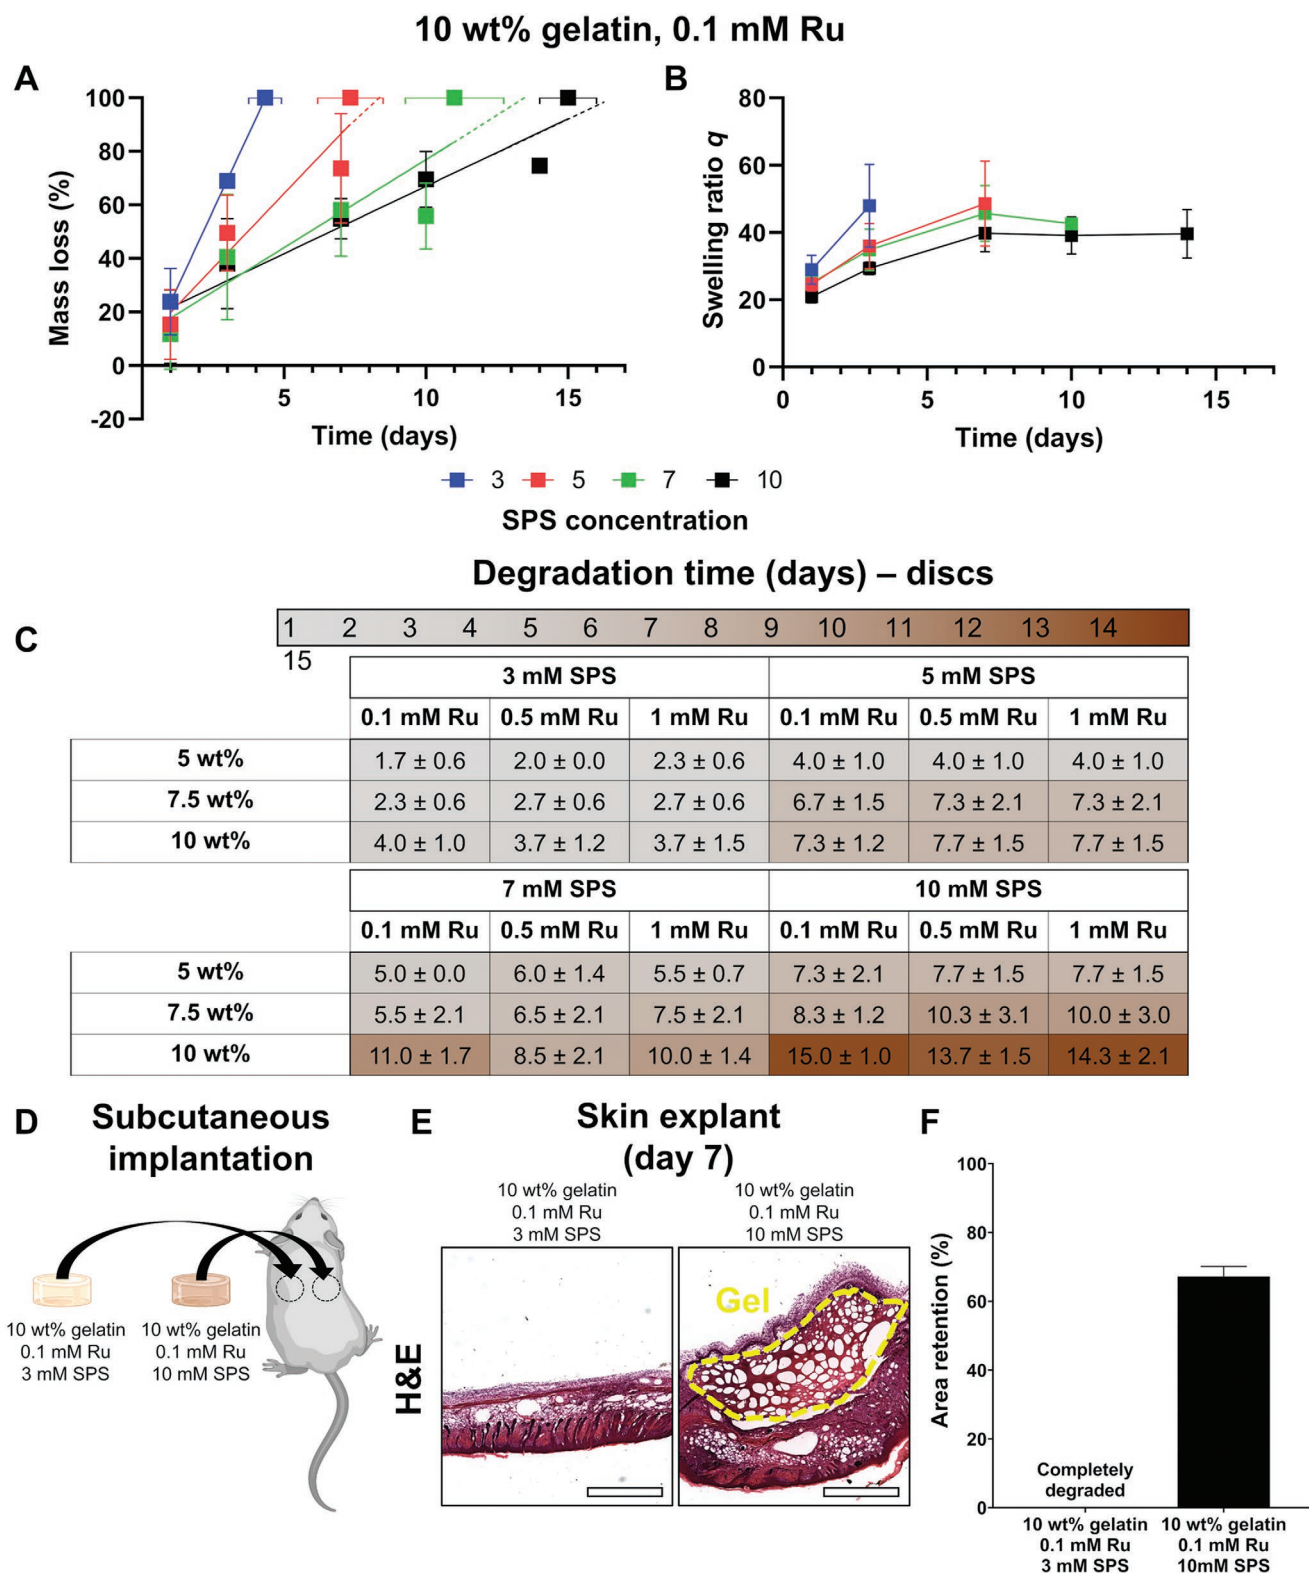 10 wt% gelatin, 0.1 mM Ru
A
Mass loss (%)
100
80
60
40
20
0
-20
5
10
15
Time (days)
B
Swelling ratio q
80
60
40
20
0
0
5
10
15
Time (days)
3 5 7 10
SPS concentration
Degradation time (days) – discs
C
1 2 3 4 5 6 7 8 9 10 11 12 13 14
15
3 mM SPS 5 mM SPS
0.1 mM Ru 0.5 mM Ru 1 mM Ru 0.1 mM Ru 0.5 mM Ru 1 mM Ru
5 wt% 1.7 ± 0.6 2.0 ± 0.0 2.3 ± 0.6 4.0 ± 1.0 4.0 ± 1.0 4.0 ± 1.0
7.5 wt% 2.3 ± 0.6 2.7 ± 0.6 2.7 ± 0.6 6.7 ± 1.5 7.3 ± 2.1 7.3 ± 2.1
10 wt% 4.0 ± 1.0 3.7 ± 1.2 3.7 ± 1.5 7.3 ± 1.2 7.7 ± 1.5 7.7 ± 1.5
7 mM SPS 10 mM SPS
0.1 mM Ru 0.5 mM Ru 1 mM Ru 0.1 mM Ru 0.5 mM Ru 1 mM Ru
5 wt% 5.0 ± 0.0 6.0 ± 1.4 5.5 ± 0.7 7.3 ± 2.1 7.7 ± 1.5 7.7 ± 1.5
7.5 wt% 5.5 ± 2.1 6.5 ± 2.1 7.5 ± 2.1 8.3 ± 1.2 10.3 ± 3.1 10.0 ± 3.0
10 wt% 11.0 ± 1.7 8.5 ± 2.1 10.0 ± 1.4 15.0 ± 1.0 13.7 ± 1.5 14.3 ± 2.1
D
Subcutaneous
implantation
10 wt% gelatin
0.1 mM Ru
3 mM SPS
10 wt% gelatin
0.1 mM Ru
10 mM SPS
E
Skin explant
(day 7)
10 wt% gelatin
0.1 mM Ru
3 mM SPS
10 wt% gelatin
0.1 mM Ru
10 mM SPS
H&E
Gel
F
Area retention (%)
100
80
60
40
20
0
Completely
degraded
10 wt% gelatin
0.1 mM Ru
3 mM SPS
10 wt% gelatin
0.1 mM Ru
10mM SPS